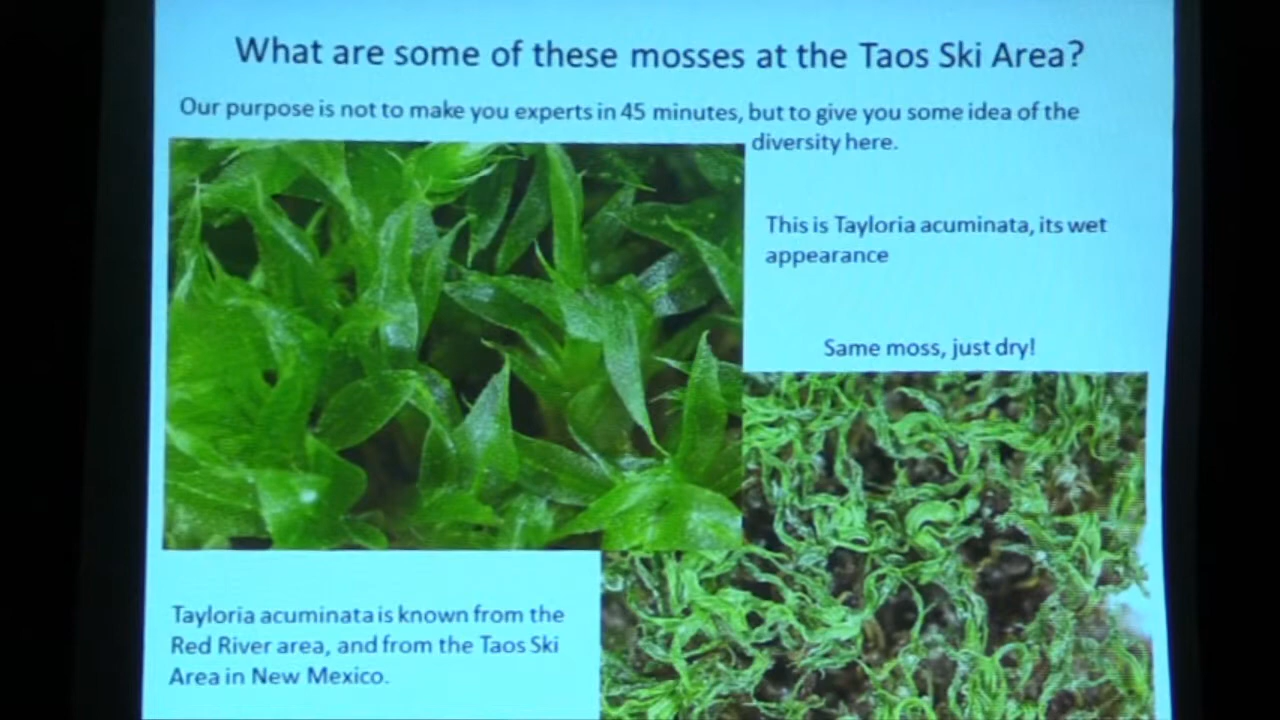 What are some of these mosses at the Taos Ski Area?
Our purpose is not to make you experts in 45 minutes, but to give you some idea of the
diversity here.
This is Tayloria acuminata, its wet
appearance
Same moss, just dry!
Tayloria acuminata is known from the
Red River area, and from the Taos Ski
Area in New Mexico.